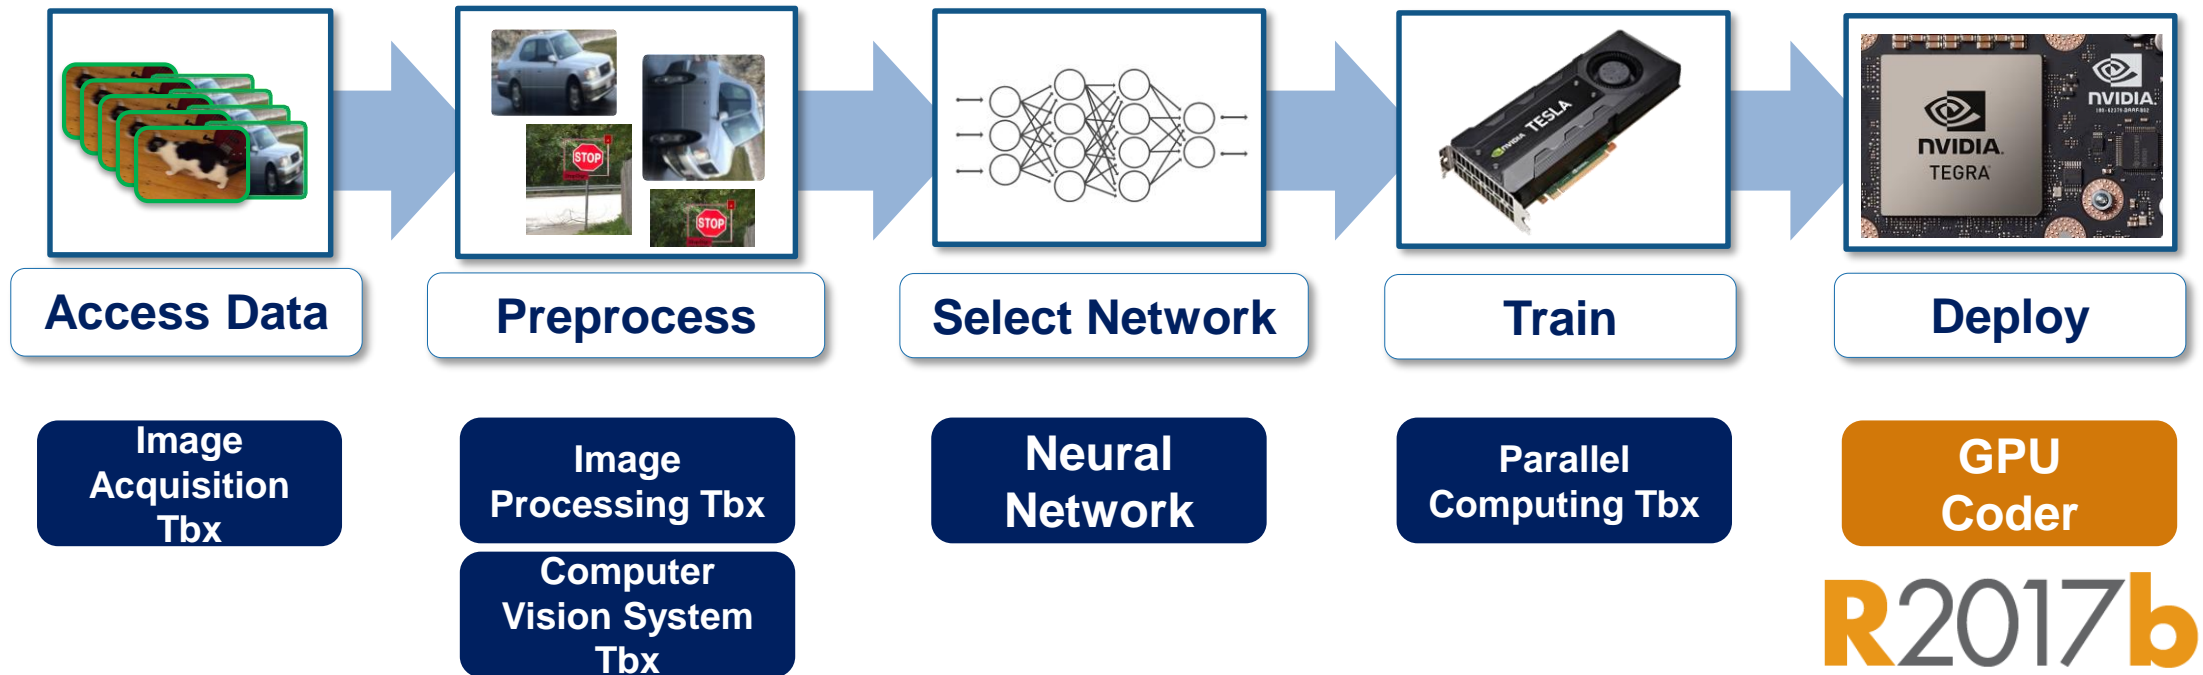 STOP
STOP
NVIDIA
TESLA
NVIDIA.
TEGRA
NVIDIA.
Access Data
Preprocess
Select Network
Train
Deploy
Image
Acquisition
Tbx
Image
Processing Tbx
Computer
Vision System
Tbx
Neural
Network
Parallel
Computing Tbx
GPU
Coder
R2017b